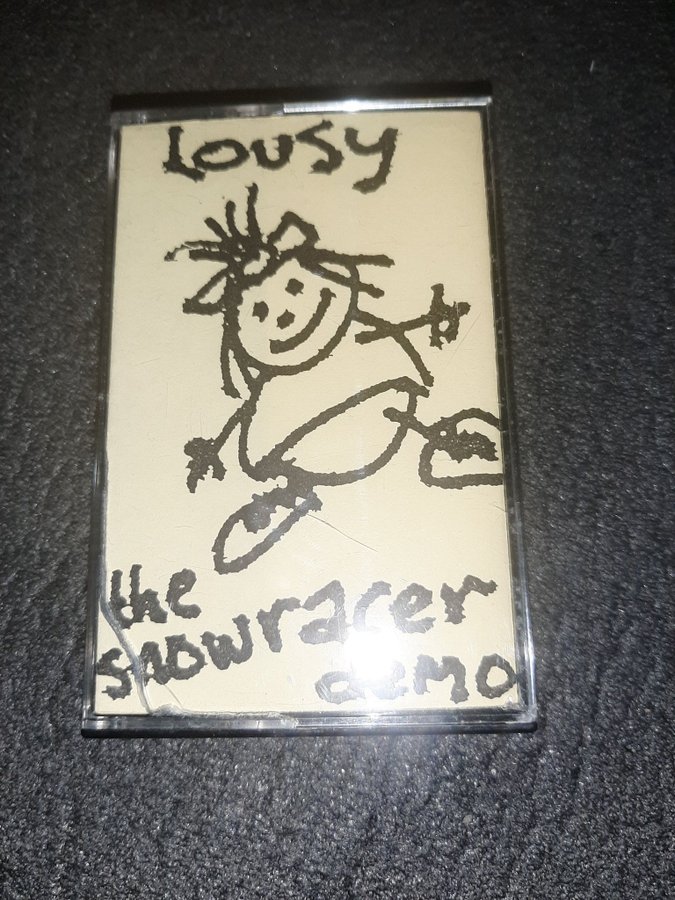 Lousy
the
snowracer
demo